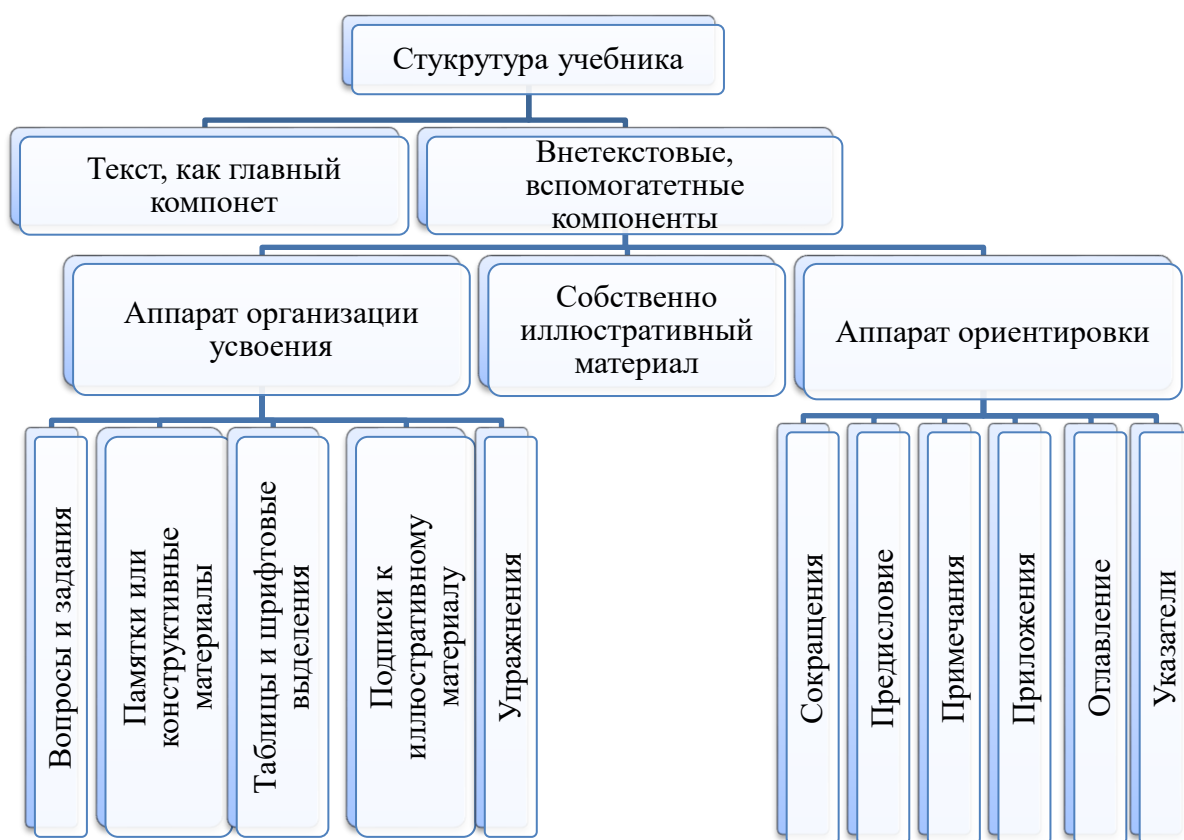 Стукрутура учебника
Текст, как главный
компонет
Внетекстовые,
вспомогатетные
компоненты
Аппарат организации
усвоения
Собственно
иллюстративный
материал
Аппарат ориентировки
Вопросы и задания
Памятки или
конструктивные
материалы
Таблицы и шрифтовые
выделения
Подписи к
иллюстративному
материалу
Упражнения
Сокращения
Предисловие
Примечания
Приложения
Оглавление
Указатели